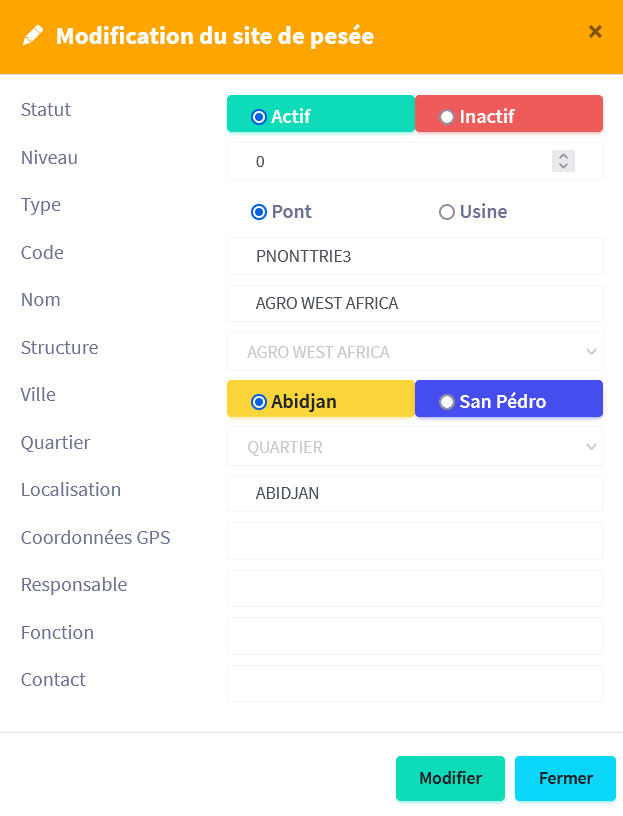 Modification du site de pesée
Statut
Actif
Inactif
Niveau
0
Type
Pont
Usine
Code
PNONTTRIE3
Nom
AGRO WEST AFRICA
Structure
AGRO WEST AFRICA
Ville
Abidjan
San Pédro
Quartier
QUARTIER
Localisation
ABIDJAN
Coordonnées GPS
Responsable
Fonction
Contact
Modifier
Fermer